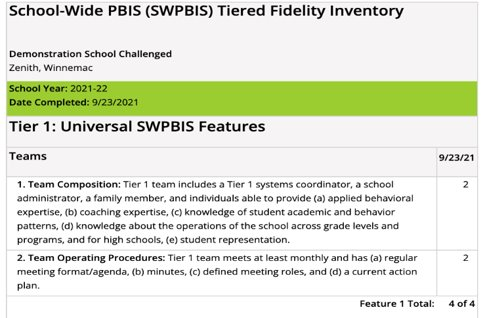 School-Wide PBIS (SWPBIS) Tiered Fidelity Inventory
Demonstration School Challenged
Zenith, Winnemac
School Year: 2021-22
Date Completed: 9/23/2021
Tier 1: Universal SWPBIS Features
Teams 9/23/21
1. Team Composition: Tier 1 team includes a Tier 1 systems coordinator, a school 2
administrator, a family member, and individuals able to provide (a) applied behavioral
expertise, (b) coaching expertise, (c) knowledge of student academic and behavior
patterns, (d) knowledge about the operations of the school across grade levels and
programs, and for high schools, (e) student representation.
2. Team Operating Procedures: Tier 1 team meets at least monthly and has (a) regular 2
meeting format/agenda, (b) minutes, (c) defined meeting roles, and (d) a current action
plan.
Feature 1 Total: 4 of 4